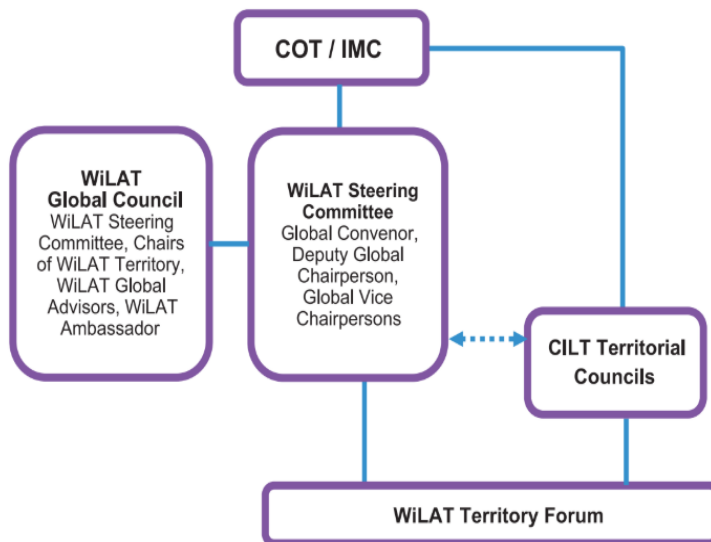 COT / IMC
WiLAT
Global Council
WiLAT Steering
Committee, Chairs
of WiLAT Territory,
WiLAT Global
Advisors, WiLAT
Ambassador
WiLAT Steering
Committee
Global Convenor,
Deputy Global
Chairperson,
Global Vice
Chairpersons
CILT Territorial
Councils
WiLAT Territory Forum